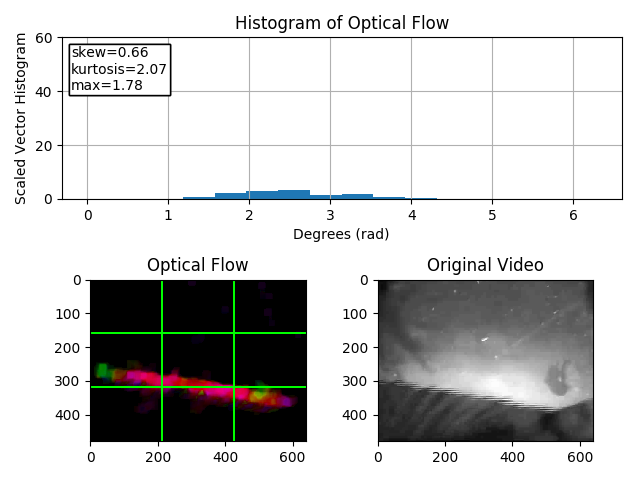 Histogram of Optical Flow
Scaled Vector Histogram
60
40
20
0
skew=0.66
kurtosis=2.07
max=1.78
0 1 2 3 4 5 6
Degrees (rad)
Optical Flow
0
100
200
300
400
0 200 400 600
Original Video
0
100
200
300
400
0 200 400 600